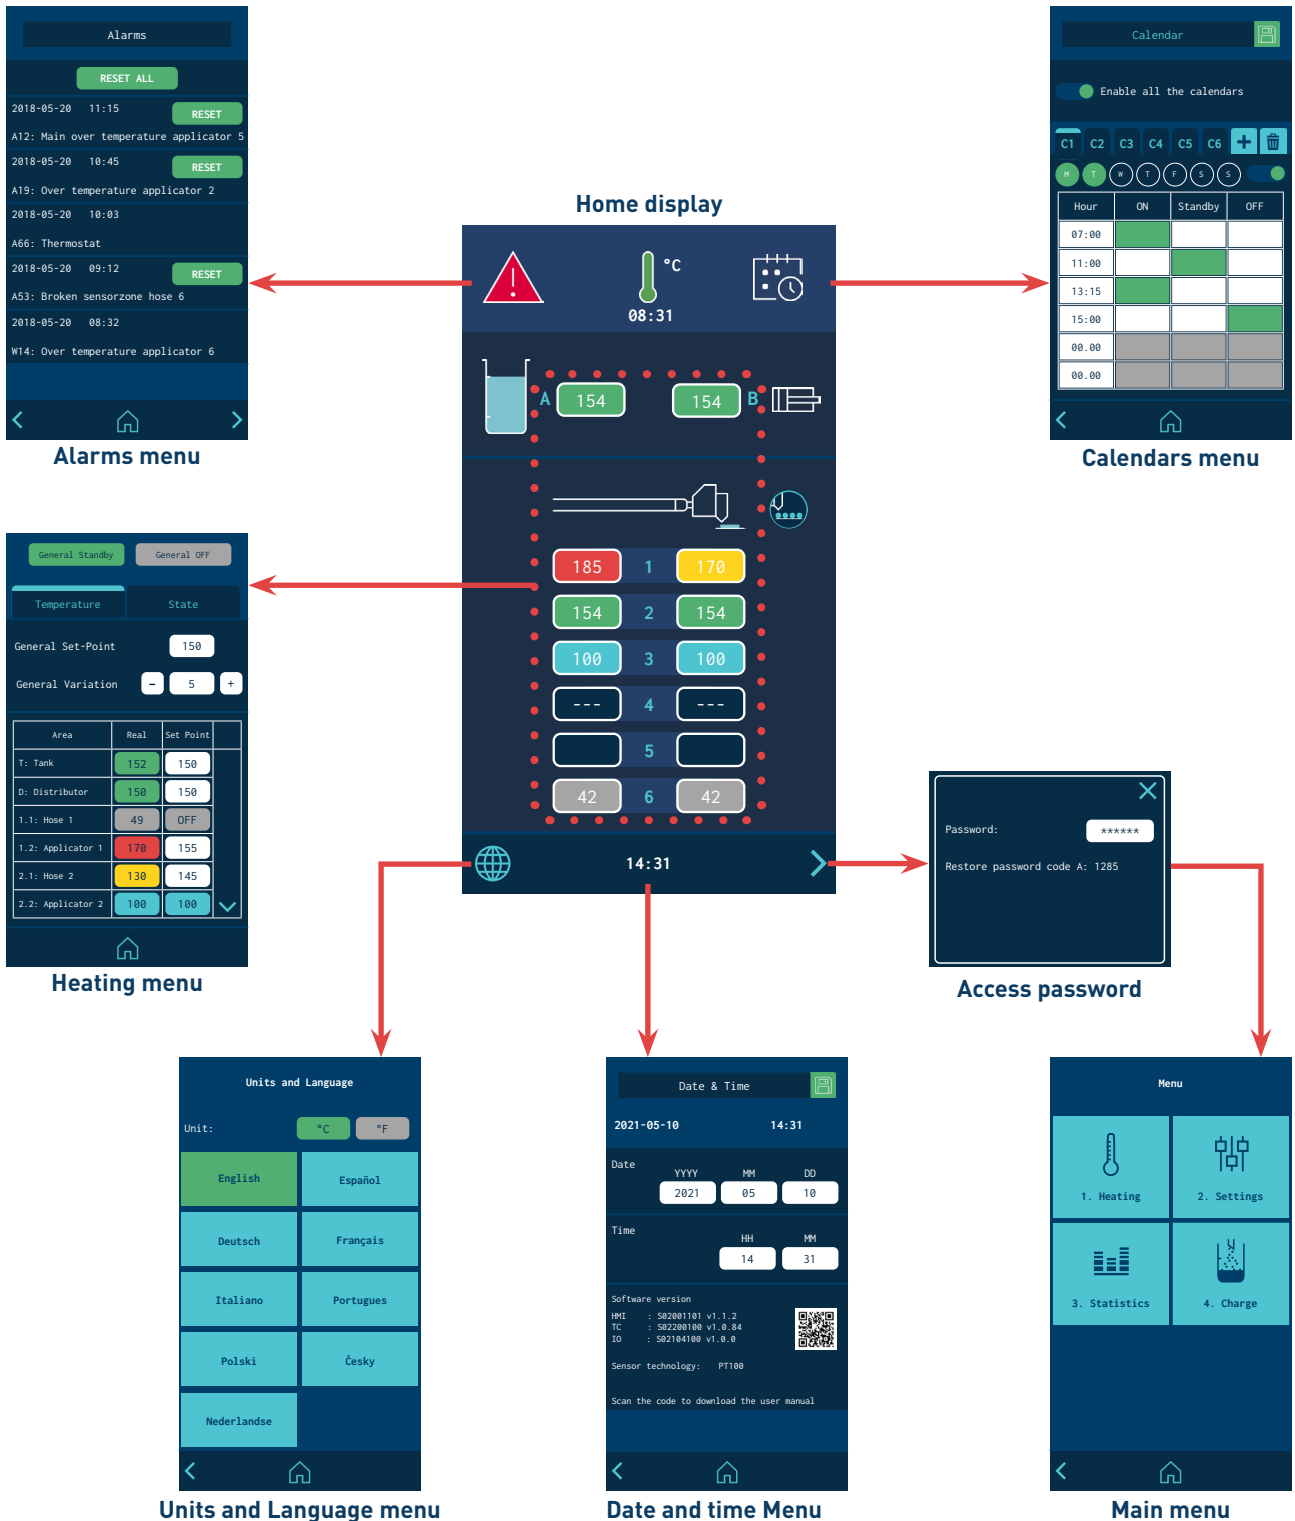 Alarms
RESET ALL
2018-05-20 11:15
RESET
A12: Main over temperature applicator 5
2018-05-20 10:45
RESET
A19: Over temperature applicator 2
2018-05-20 10:03
A66: Thermostat
2018-05-20 09:12
RESET
A53: Broken sensorzone hose 6
2018-05-20 08:32
W14: Over temperature applicator 6
Alarms menu
Home display
°C
08:31
A 154 154 B
185 1 170
154 2 154
100 3 100
--- 4 ---
5
42 6 42
14:31
Calendar
Enable all the calendars
C1 C2 C3 C4 C5 C6 +
M T W T F S S
Hour ON Standby OFF
07:00
11:00
13:15
15:00
00.00
00.00
Calendars menu
General Standby General OFF
Temperature State
General Set-Point 150
General Variation - 5 +
Area Real Set Point
T: Tank 152 150
D: Distributor 150 150
1.1: Hose 1 49 OFF
1.2: Applicator 1 170 155
2.1: Hose 2 130 145
2.2: Applicator 2 100 100
Heating menu
Password: ******
Restore password code A: 1285
Access password
Units and Language
Unit: °C °F
English Español
Deutsch Français
Italiano Portugues
Polski Česky
Nederlandse
Units and Language menu
Date & Time
2021-05-10 14:31
Date
YYYY MM DD
2021 05 10
Time
HH MM
14 31
Software version
HMI : S02001101 v1.1.2
TC : S02200100 v1.0.84
IO : S02104100 v1.0.0
Sensor technology: PT100
Scan the code to download the user manual
Date and time Menu
Menu
1. Heating 2. Settings
3. Statistics 4. Charge
Main menu